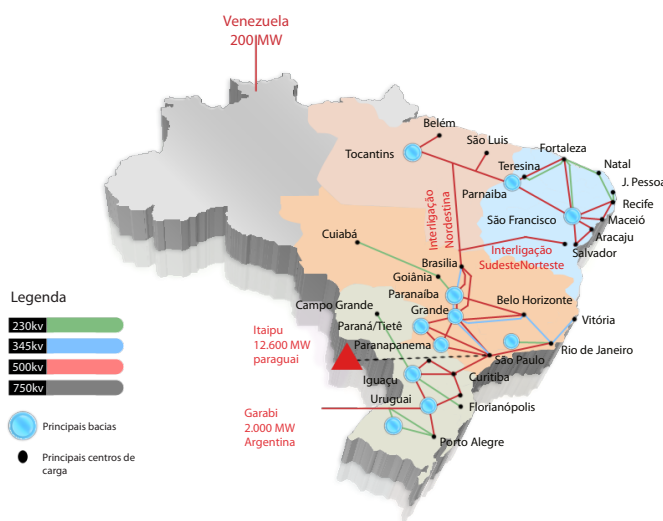 Venezuela
200 MW
Belém
São Luis
Fortaleza
Tocantins
Teresina
Natal
Parnaiba
J. Pessoa
Recife
São Francisco
Maceió
Aracaju
Salvador
Interligação
Nordestina
Interligação
SudesteNorteste
Cuiabá
Brasilia
Goiânia
Paranaíba
Campo Grande
Grande
Belo Horizonte
Vitória
Paraná/Tietê
Paranapanema
São Paulo
Rio de Janeiro
Itaipu
12.600 MW
paraguai
Iguaçu
Curitiba
Uruguai
Florianópolis
Garabi
2.000 MW
Argentina
Porto Alegre
Legenda
230kv
345kv
500kv
750kv
Principais bacias
Principais centros de
carga